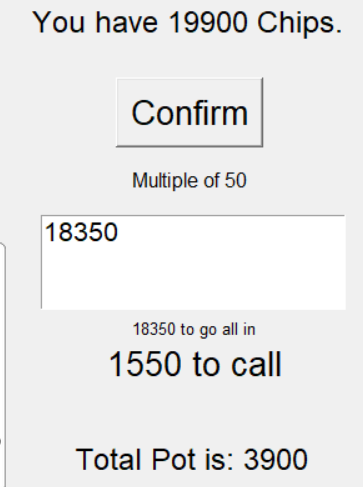 You have 19900 Chips.
Confirm
Multiple of 50
18350
18350 to go all in
1550 to call
Total Pot is: 3900